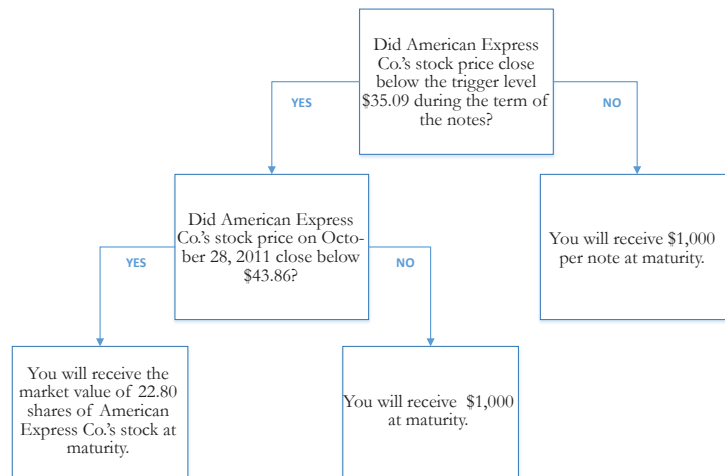 Did American Express
Co.'s stock price close
below the trigger level
$35.09 during the term of
the notes?
YES
NO
Did American Express
Co.'s stock price on Octo-
ber 28, 2011 close below
$43.86?
You will receive $1,000
per note at maturity.
YES
NO
You will receive the
market value of 22.80
shares of American
Express Co.'s stock at
maturity.
You will receive $1,000
at maturity.